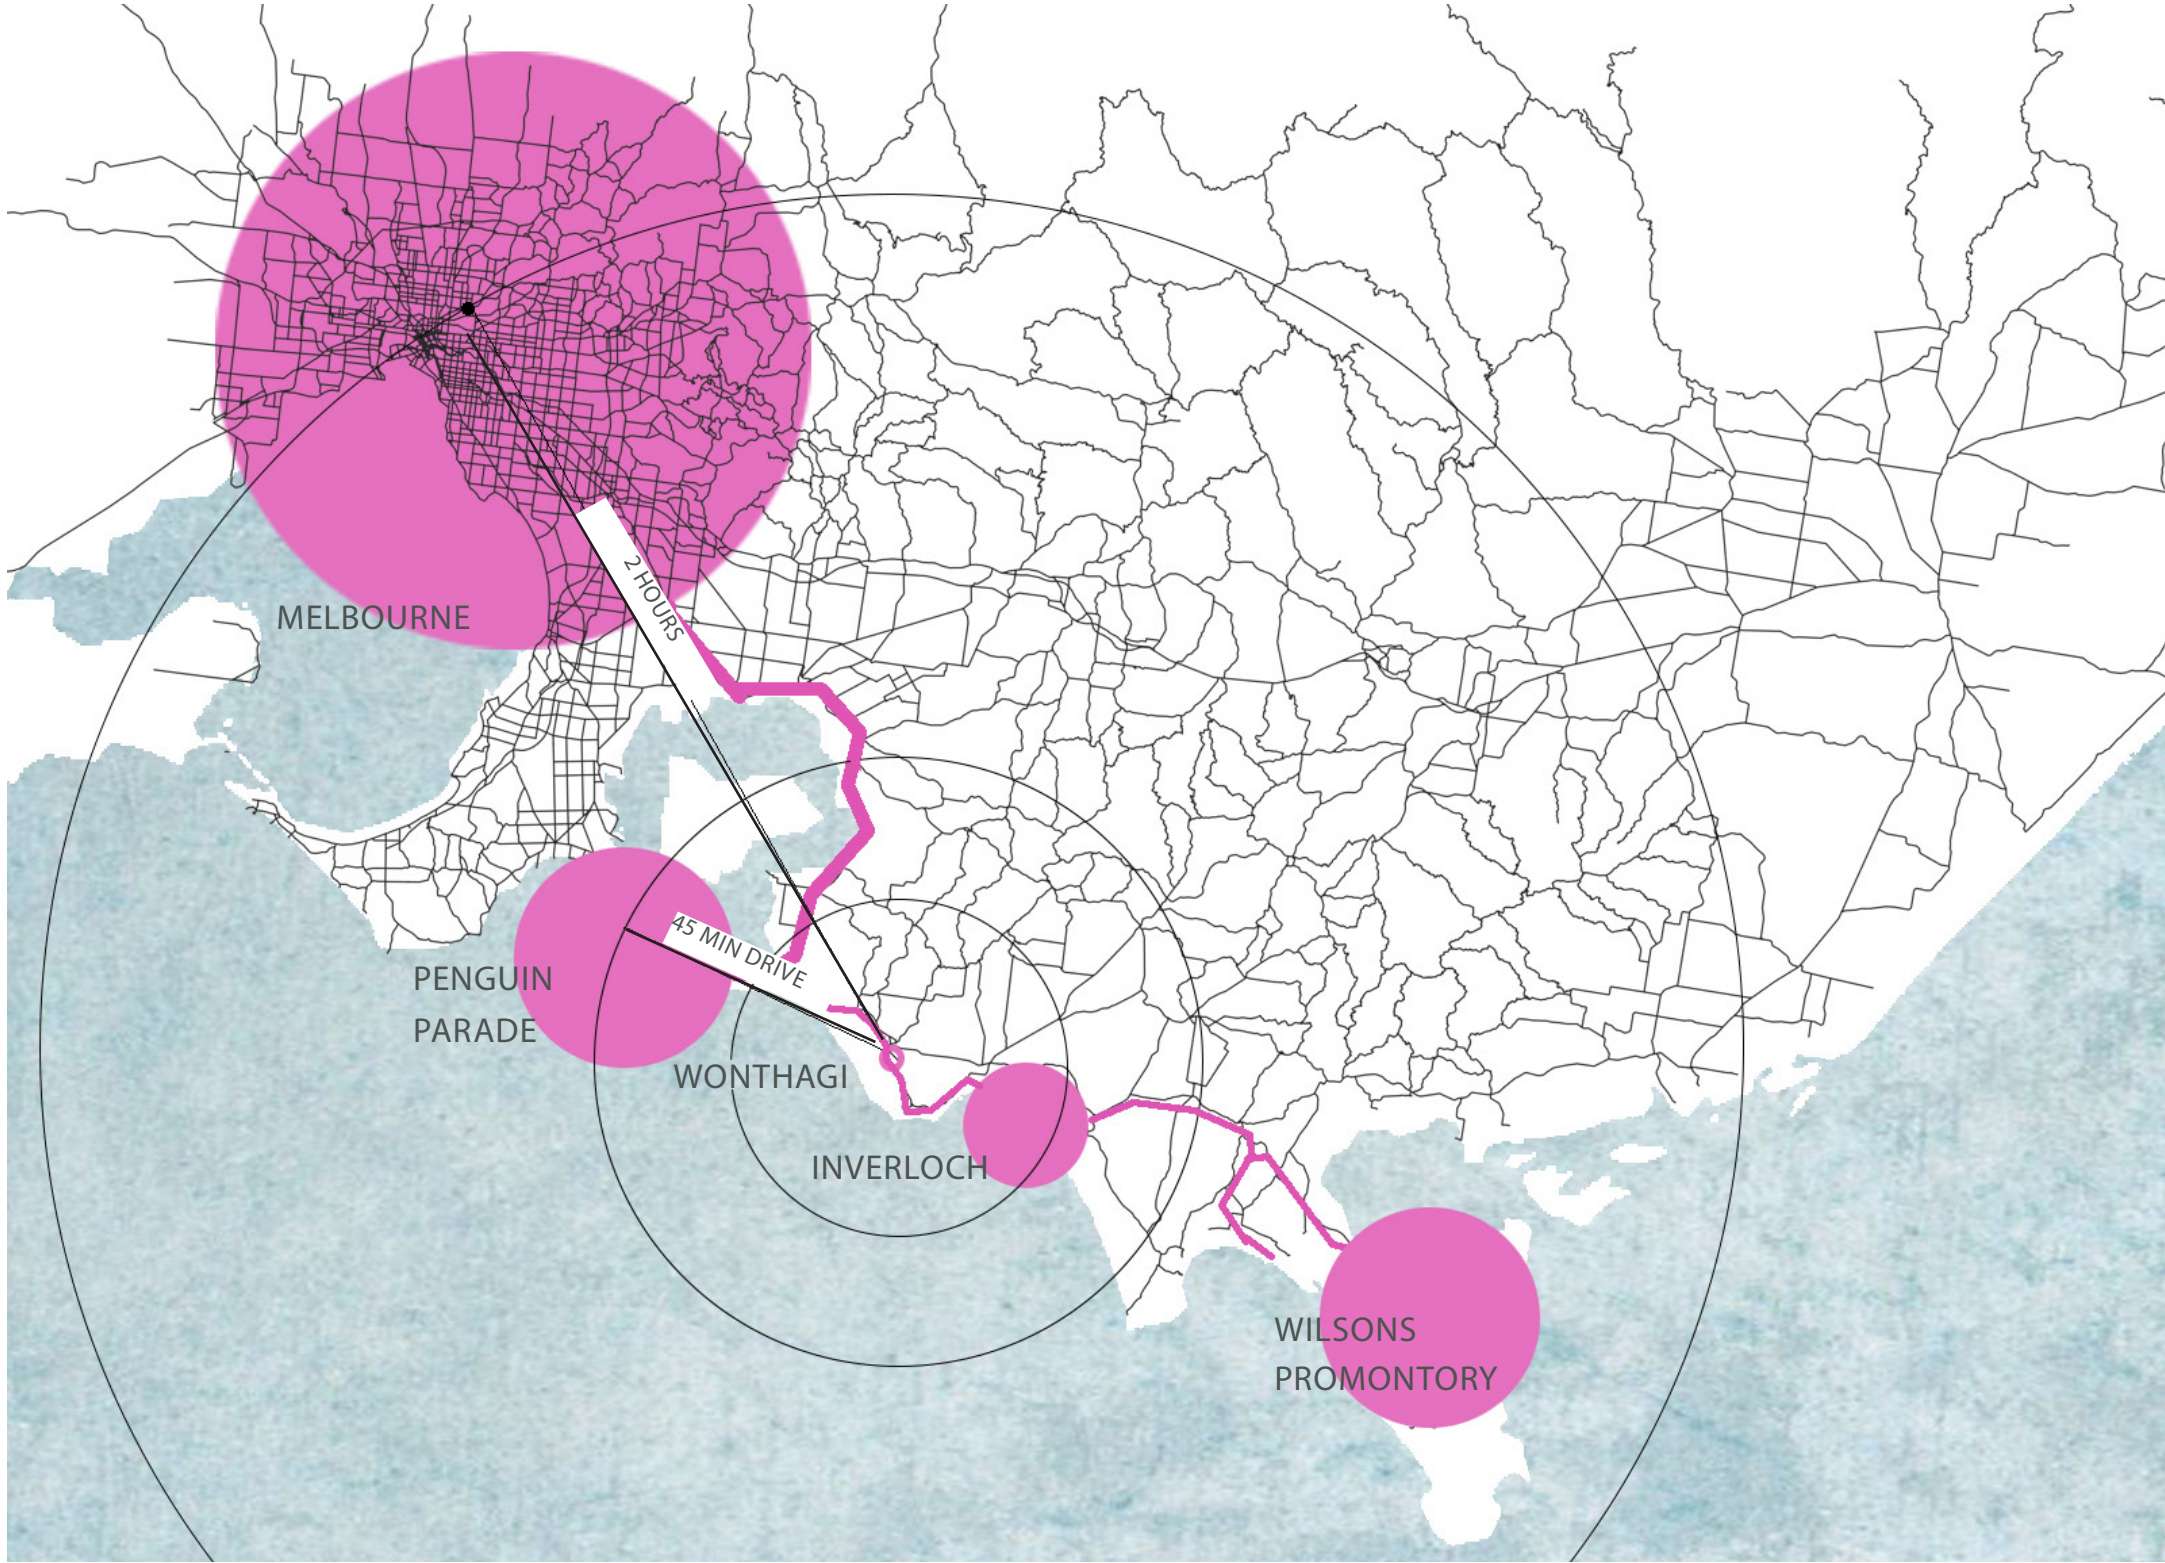 2 HOURS
MELBOURNE
45 MIN DRIVE
PENGUIN
PARADE
WONTHAGI
INVERLOCH
WILSONS
PROMONTORY